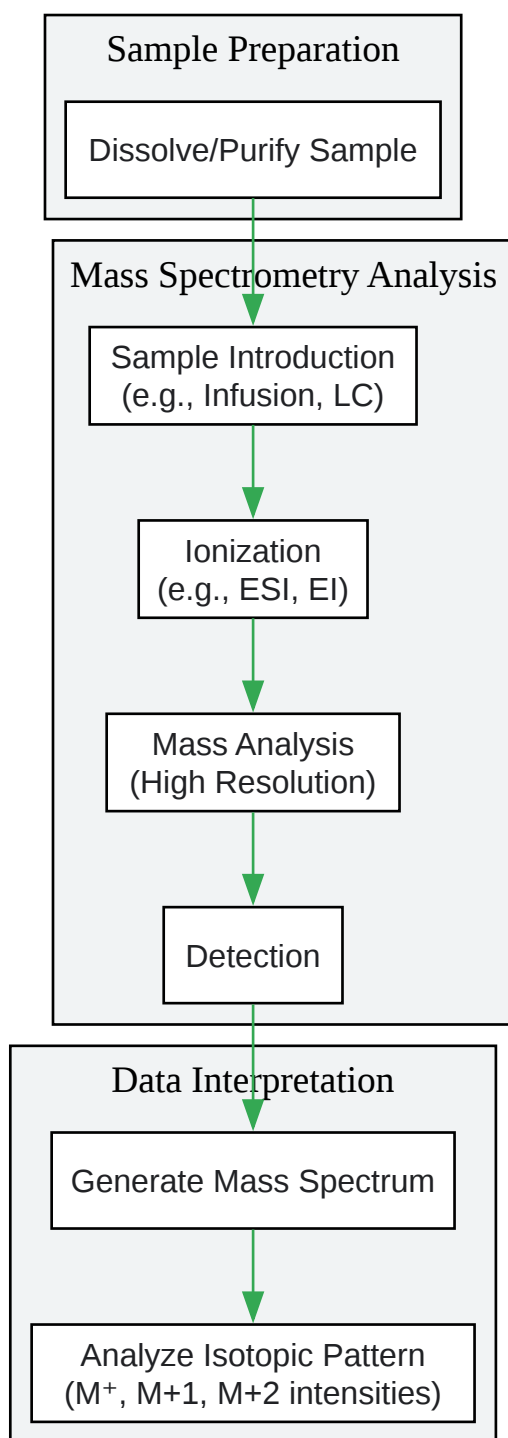 Sample Preparation
Dissolve/Purify Sample
Mass Spectrometry Analysis
Sample Introduction
(e.g., Infusion, LC)
Ionization
(e.g., ESI, EI)
Mass Analysis
(High Resolution)
Detection
Data Interpretation
Generate Mass Spectrum
Analyze Isotopic Pattern
(M⁺, M+1, M+2 intensities)